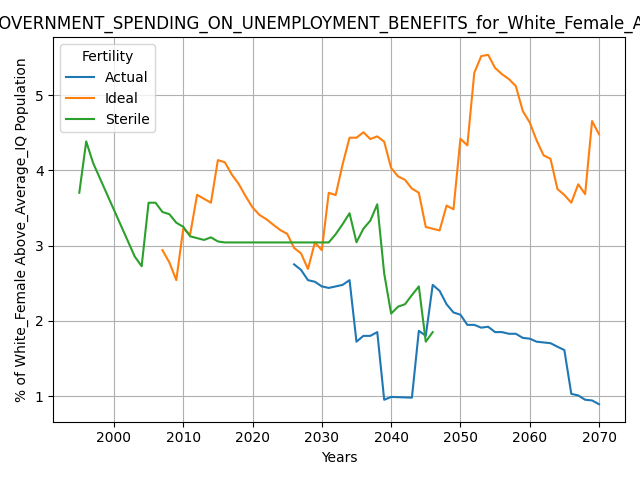 OVERNMENT_SPENDING_ON_UNEMPLOYMENT_BENEFITS_for_White_Female_A
Fertility
Actual
Ideal
Sterile
% of White_Female Above_Average_IQ Population
5
4
3
2
1
2000 2010 2020 2030 2040 2050 2060 2070
Years